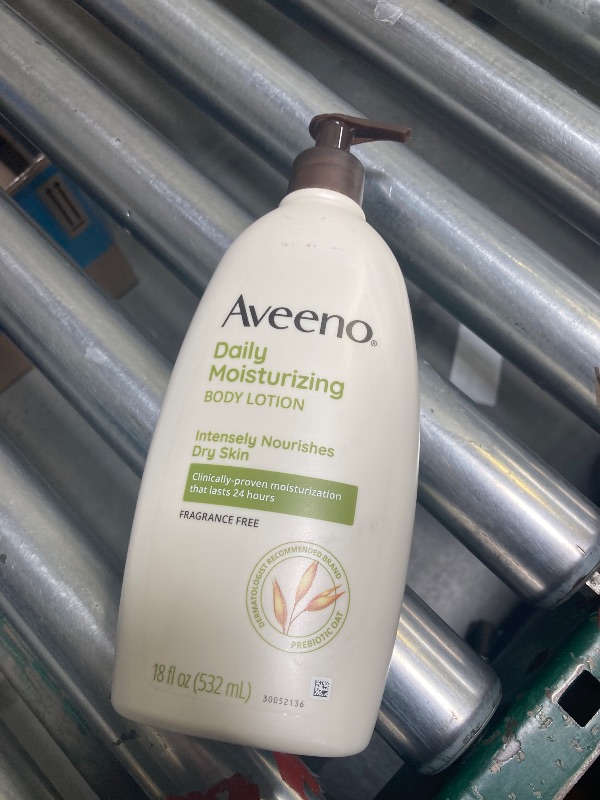 Aveeno®
Daily
Moisturizing
BODY LOTION
Intensely Nourishes
Dry Skin
Clinically-proven moisturization
that lasts 24 hours
FRAGRANCE FREE
DERMATOLOGIST RECOMMENDED BRAND
PREBIOTIC OAT
18 fl oz (532 mL)
30052136